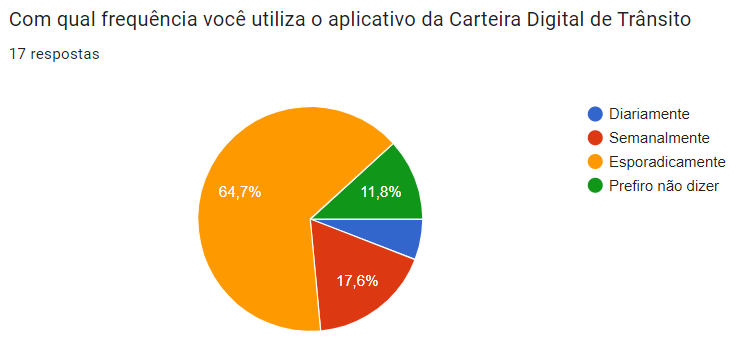 Com qual frequência você utiliza o aplicativo da Carteira Digital de Trânsito
17 respostas
Diariamente
Semanalmente
Esporadicamente
Prefiro não dizer
64,7%
11,8%
17,6%